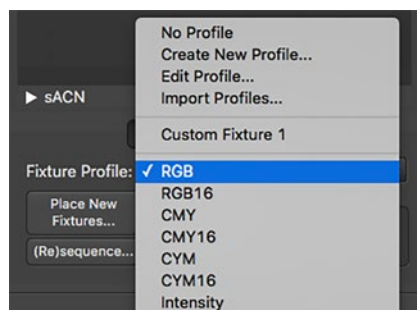 No Profile
Create New Profile...
Edit Profile...
Import Profiles...
▶ sACN
Custom Fixture 1
Fixture Profile: ✓ RGB
RGB16
Place New
Fixtures...
CMY
CMY16
(Re)sequence...
CYM
CYM16
Intensity